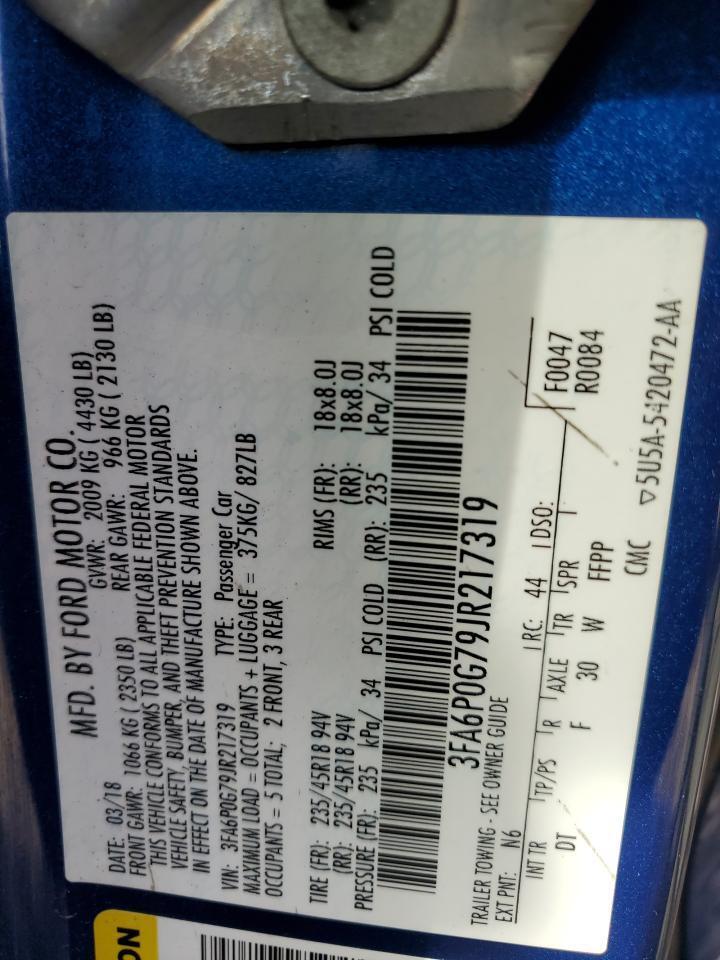 MFD. BY FORD MOTOR CO.
DATE: 03/18 GVWR: 2009 KG ( 4430 LB)
FRONT GAWR: 1066 KG ( 2350 LB) REAR GAWR: 966 KG ( 2130 LB)
THIS VEHICLE CONFORMS TO ALL APPLICABLE FEDERAL MOTOR
VEHICLE SAFETY, BUMPER, AND THEFT PREVENTION STANDARDS
IN EFFECT ON THE DATE OF MANUFACTURE SHOWN ABOVE.
VIN: 3FA6P0G79JR217319 TYPE: Passenger Car
MAXIMUM LOAD = OCCUPANTS + LUGGAGE = 375KG/ 827LB
OCCUPANTS = 5 TOTAL; 2 FRONT, 3 REAR
TIRE (FR): 235/45R18 94V RIMS (FR): 18x8.0J
(RR): 235/45R18 94V (RR): 18x8.0J
PRESSURE (FR): 235 kPa/ 34 PSI COLD (RR): 235 kPa/ 34 PSI COLD
3FA6P0G79JR217319
TRAILER TOWING - SEE OWNER GUIDE
EXT PNT: N6 RC: 44 DSO: F0047
INT TR TP/PS R AXLE TR SPR R0084
DT F 30 W FFPP
CMC ▽5U5A-5420472-AA
ON